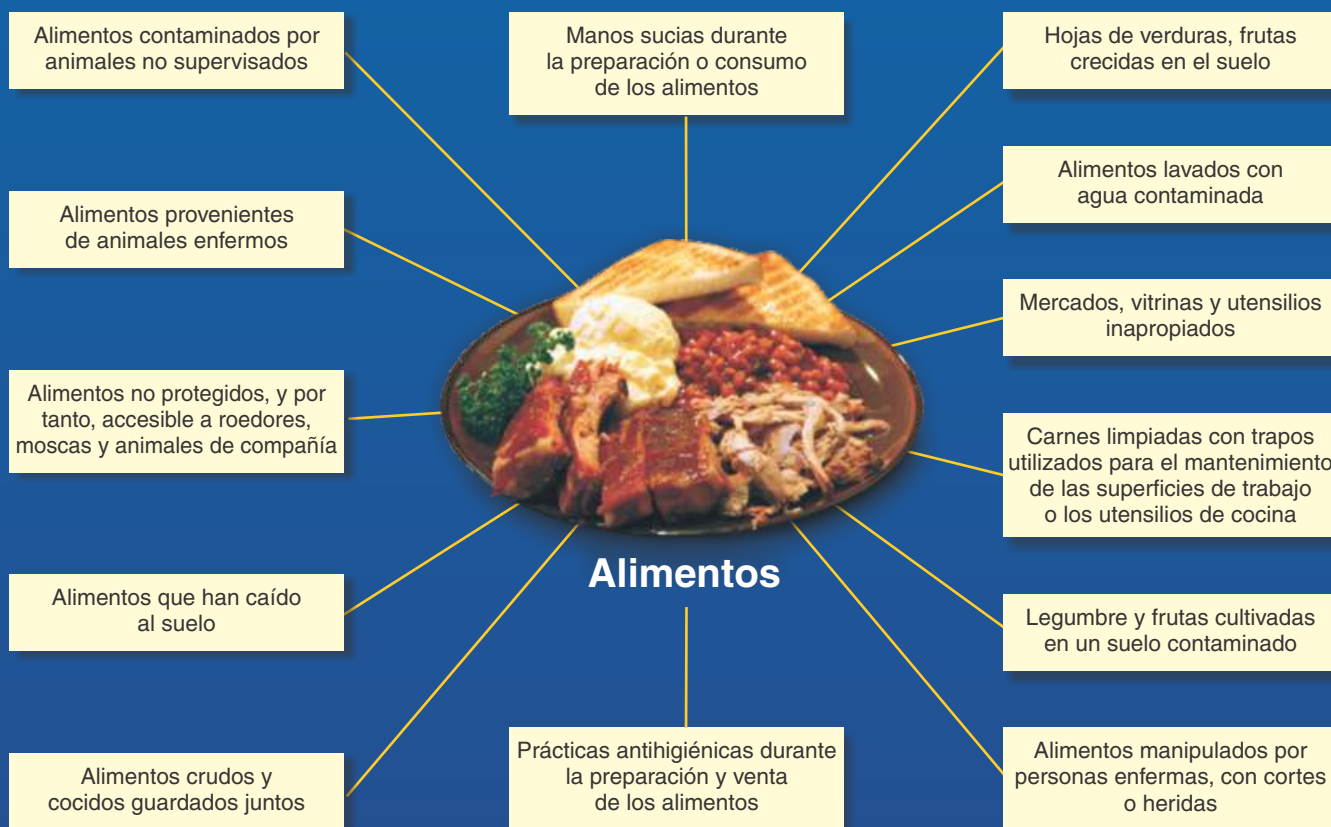 Alimentos contaminados por
animales no supervisados
Manos sucias durante
la preparación o consumo
de los alimentos
Hojas de verduras, frutas
crecidas en el suelo
Alimentos provenientes
de animales enfermos
Alimentos lavados con
agua contaminada
Mercados, vitrinas y utensilios
inapropiados
Alimentos no protegidos, y por
tanto, accesible a roedores,
moscas y animales de compañía
Carnes limpiadas con trapos
utilizados para el mantenimiento
de las superficies de trabajo
o los utensilios de cocina
Alimentos
Alimentos que han caído
al suelo
Legumbre y frutas cultivadas
en un suelo contaminado
Alimentos crudos y
cocidos guardados juntos
Prácticas antihigiénicas durante
la preparación y venta
de los alimentos
Alimentos manipulados por
personas enfermas, con cortes
o heridas